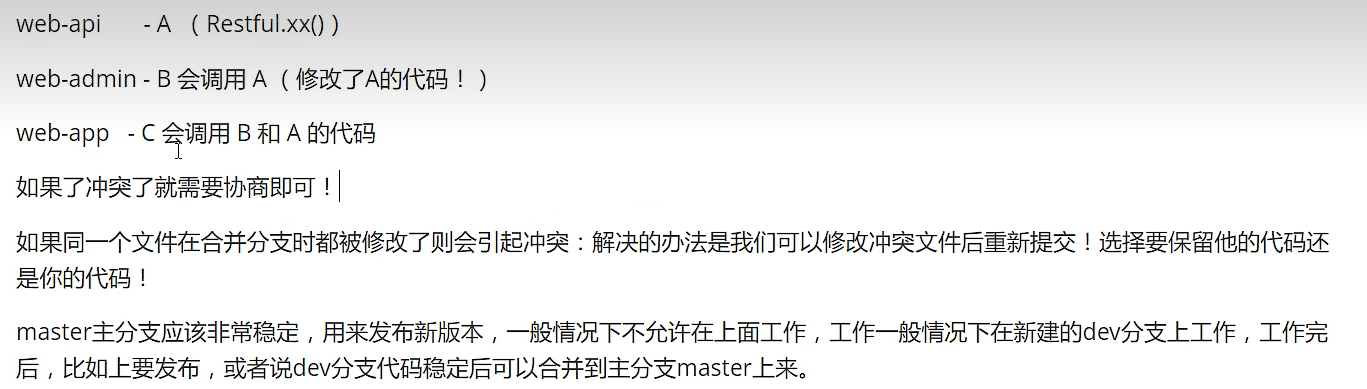 web-api - A （ Restful.xx() ）
web-admin - B 会调用 A （ 修改了A的代码！）
web-app - C 会调用 B 和 A 的代码
如果了冲突了就需要协商即可！
如果同一个文件在合并分支时都被修改了则会引起冲突：解决的办法是我们可以修改冲突文件后重新提交！选择要保留他的代码还
是你的代码！
master主分支应该非常稳定，用来发布新版本，一般情况下不允许在上面工作，工作一般情况下在新建的dev分支上工作，工作完
后，比如上要发布，或者说dev分支代码稳定后可以合并到主分支master上来。